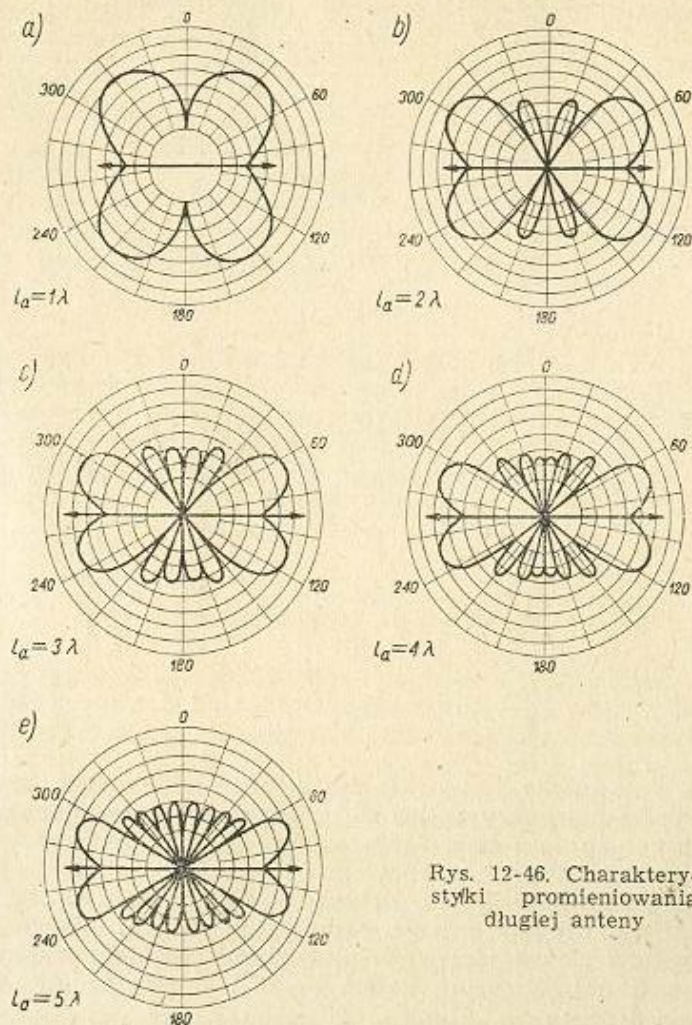 a)
0
300
60
240
120
180
lₐ=1λ
b)
0
300
60
240
120
180
lₐ=2λ
c)
0
300
60
240
120
180
lₐ=3λ
d)
0
300
60
240
120
180
lₐ=4λ
e)
0
300
60
240
120
180
lₐ=5λ
Rys. 12-46. Charaktery-
styki promieniowania
długiej anteny